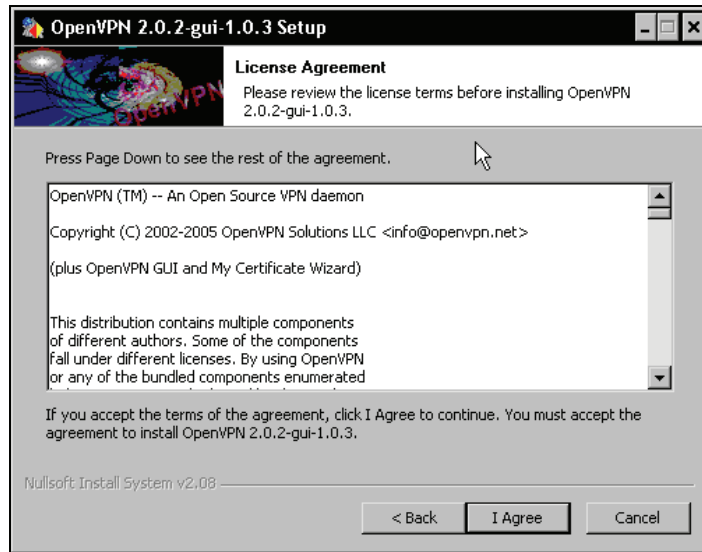 OpenVPN 2.0.2-gui-1.0.3 Setup
OpenVPN
License Agreement
Please review the license terms before installing OpenVPN
2.0.2-gui-1.0.3.
Press Page Down to see the rest of the agreement.
OpenVPN (TM) -- An Open Source VPN daemon
Copyright (C) 2002-2005 OpenVPN Solutions LLC <info@openvpn.net>
(plus OpenVPN GUI and My Certificate Wizard)
This distribution contains multiple components
of different authors. Some of the components
fall under different licenses. By using OpenVPN
or any of the bundled components enumerated
If you accept the terms of the agreement, click I Agree to continue. You must accept the
agreement to install OpenVPN 2.0.2-gui-1.0.3.
Nullsoft Install System v2.08
< Back
I Agree
Cancel